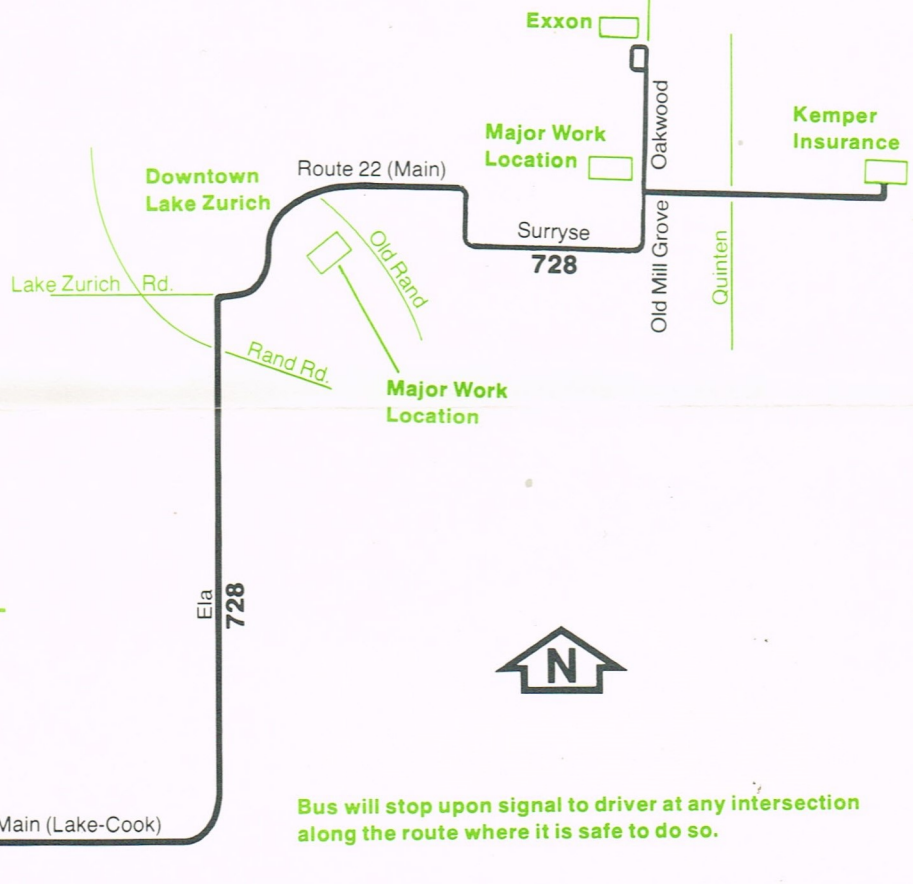 Exxon
Oakwood
Kemper
Insurance
Major Work
Location
Route 22 (Main)
Downtown
Lake Zurich
Surryse
728
Old Mill Grove
Quinten
Old Rand
Lake Zurich Rd.
Rand Rd.
Major Work
Location
Ela
728
N
Main (Lake-Cook)
Bus will stop upon signal to driver at any intersection
along the route where it is safe to do so.